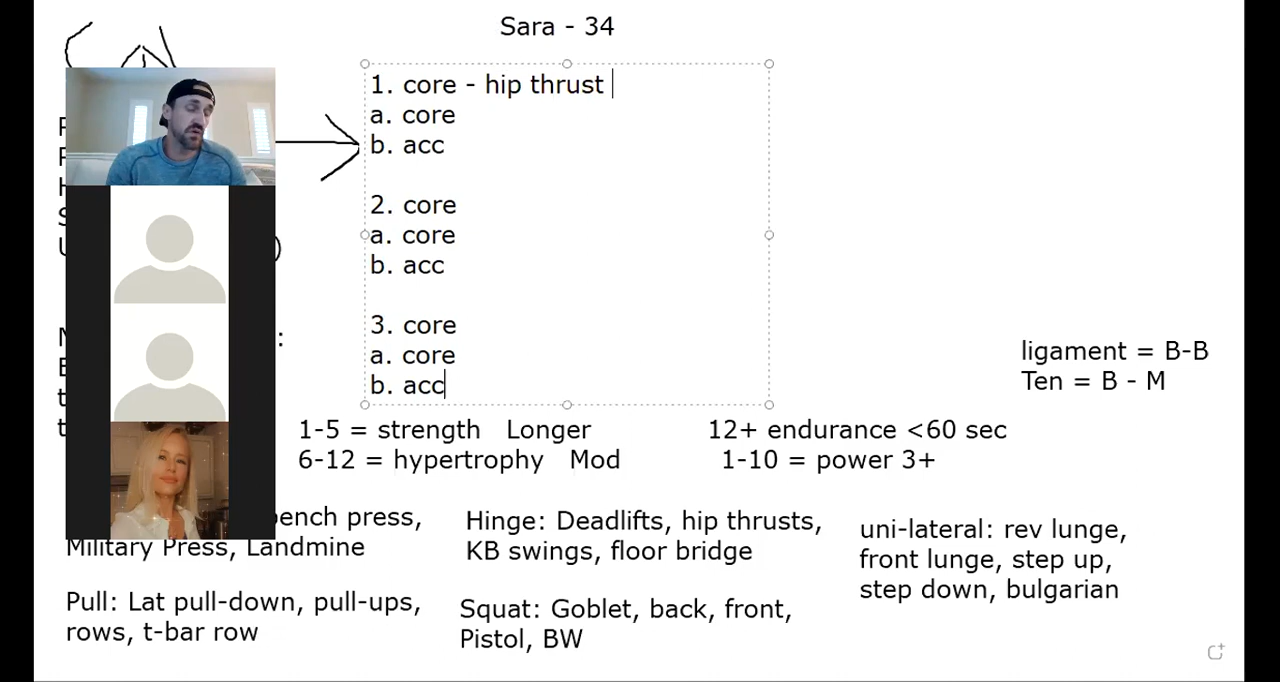 Sara - 34
1. core - hip thrust
a. core
b. acc
2. core
a. core
b. acc
3. core
a. core
b. acc
ligament = B-B
Ten = B - M
1-5 = strength Longer
12+ endurance <60 sec
6-12 = hypertrophy Mod
1-10 = power 3+
bench press,
Military Press, Landmine
Pull: Lat pull-down, pull-ups,
rows, t-bar row
Hinge: Deadlifts, hip thrusts,
KB swings, floor bridge
Squat: Goblet, back, front,
Pistol, BW
uni-lateral: rev lunge,
front lunge, step up,
step down, bulgarian